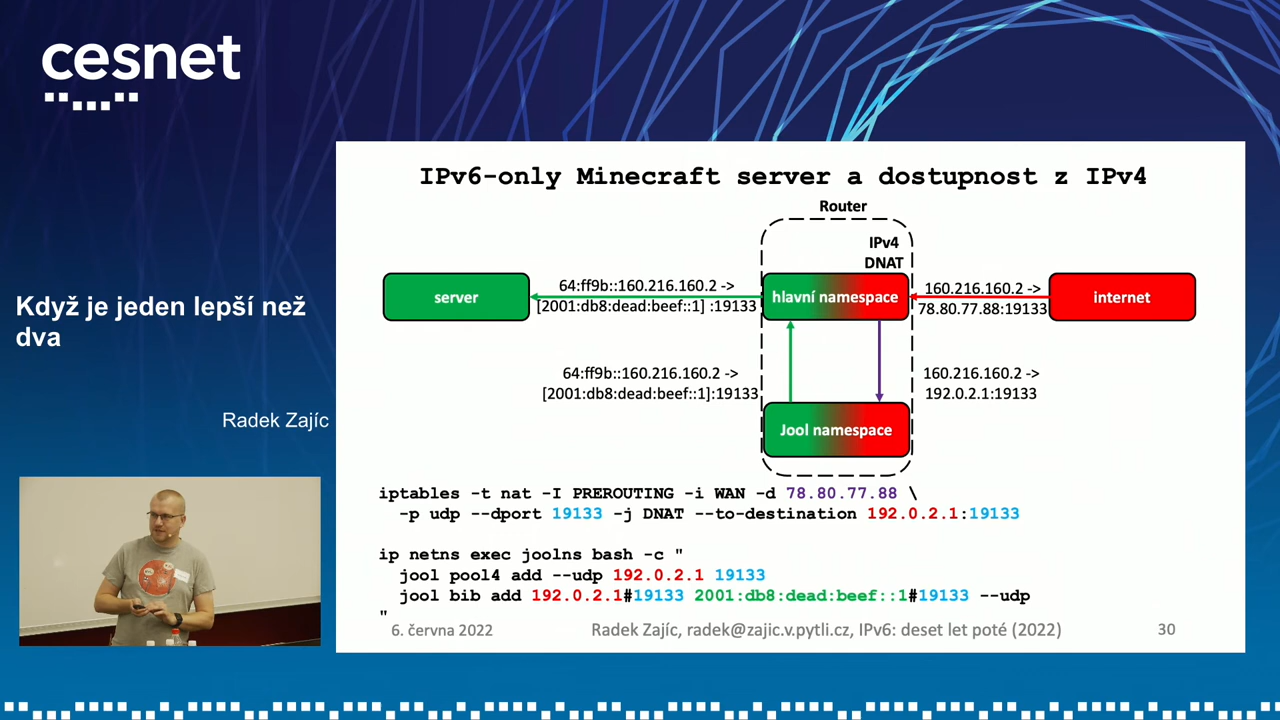 cesnet
Když je jeden lepší než
dva
Radek Zajíc
IPv6-only Minecraft server a dostupnost z IPv4
Router
IPv4
DNAT
server
64:ff9b::160.216.160.2 ->
[2001:db8:dead:beef::1] :19133
hlavní namespace
160.216.160.2 ->
78.80.77.88:19133
internet
64:ff9b::160.216.160.2 ->
[2001:db8:dead:beef::1]:19133
160.216.160.2 ->
192.0.2.1:19133
Jool namespace
iptables -t nat -I PREROUTING -i WAN -d 78.80.77.88 \
-p udp --dport 19133 -j DNAT --to-destination 192.0.2.1:19133
ip netns exec joolns bash -c "
jool pool4 add --udp 192.0.2.1 19133
jool bib add 192.0.2.1#19133 2001:db8:dead:beef::1#19133 --udp
"
6. června 2022
Radek Zajíc, radek@zajic.v.pytli.cz, IPv6: deset let poté (2022)
30